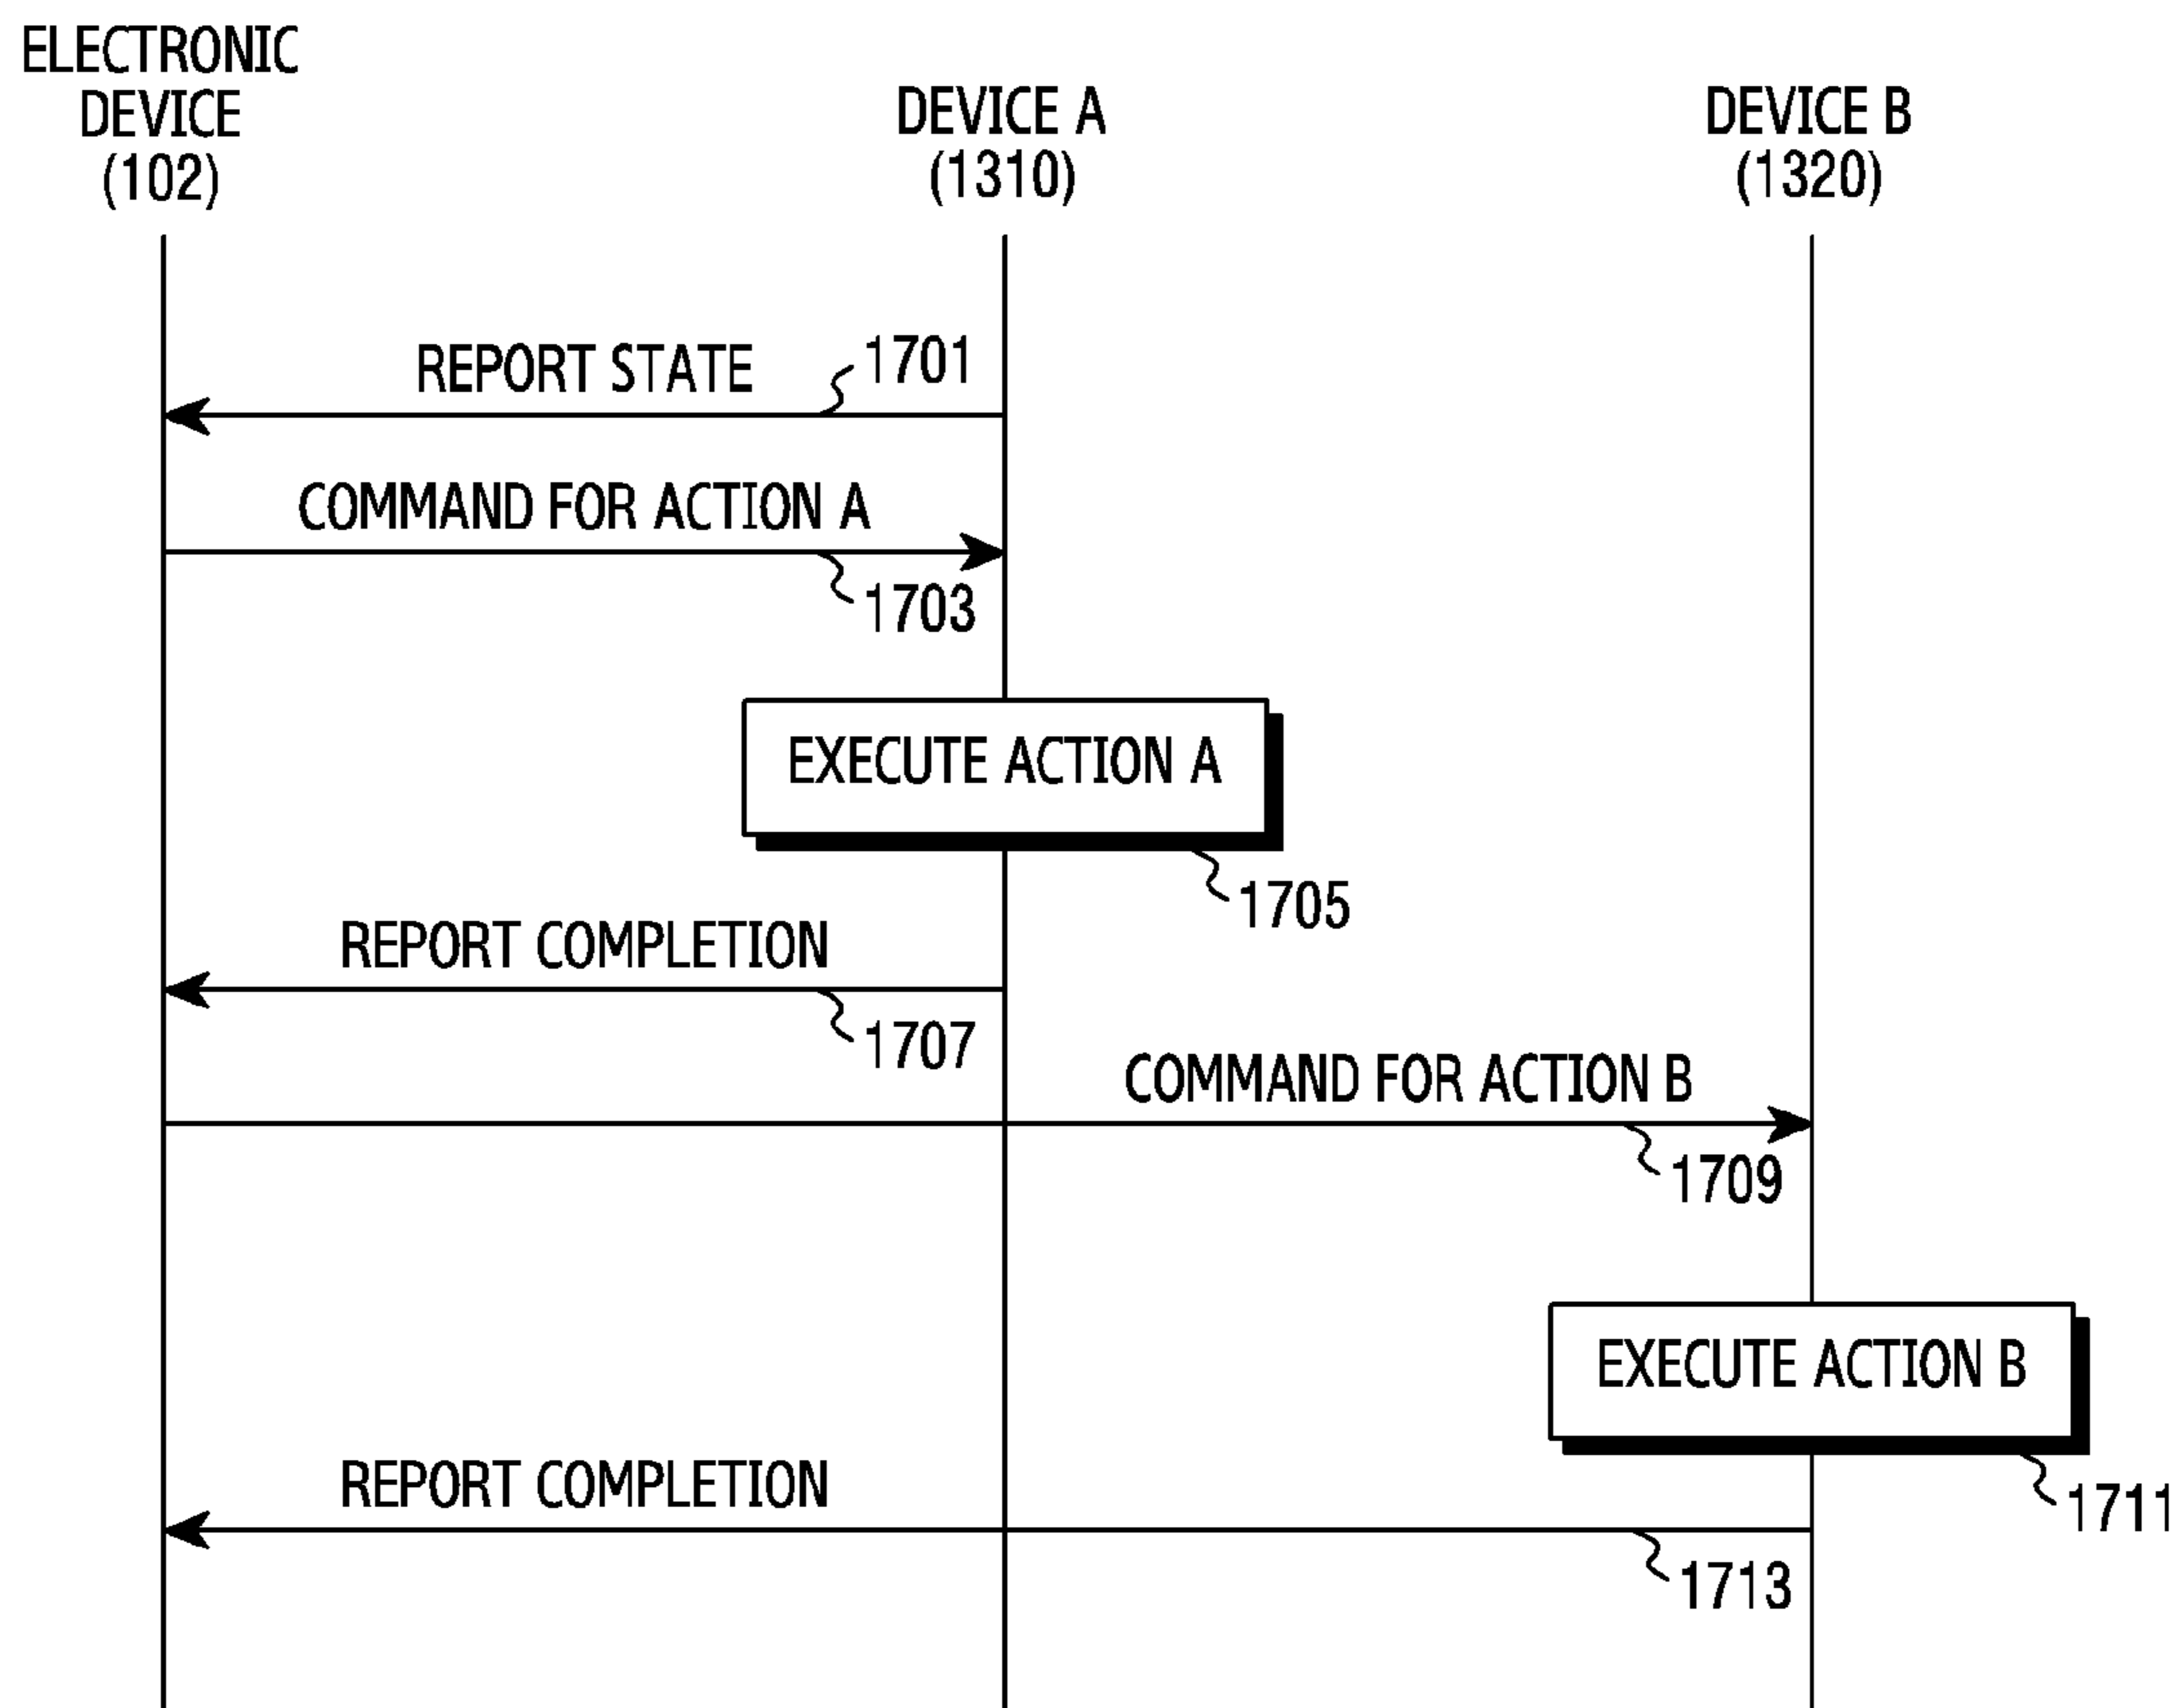 ELECTRONIC
DEVICE
(102)
DEVICE A
(1310)
DEVICE B
(1320)
REPORT STATE
1701
COMMAND FOR ACTION A
1703
EXECUTE ACTION A
1705
REPORT COMPLETION
1707
COMMAND FOR ACTION B
1709
EXECUTE ACTION B
1711
REPORT COMPLETION
1713